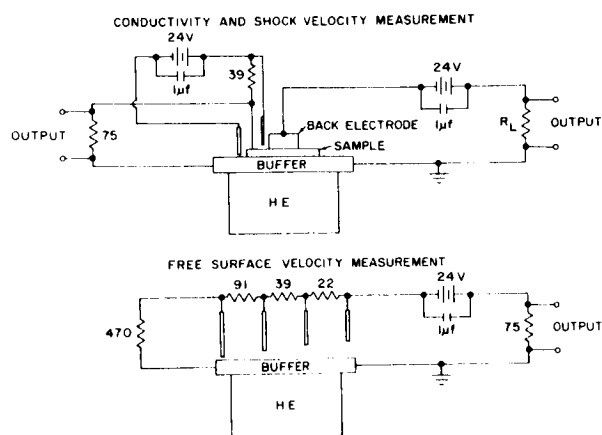 CONDUCTIVITY AND SHOCK VELOCITY MEASUREMENT
24V
1μf
39
24V
1μf
OUTPUT
75
BACK ELECTRODE
SAMPLE
BUFFER
HE
RL
OUTPUT
FREE SURFACE VELOCITY MEASUREMENT
91
39
22
24V
1μf
470
75
OUTPUT
BUFFER
HE